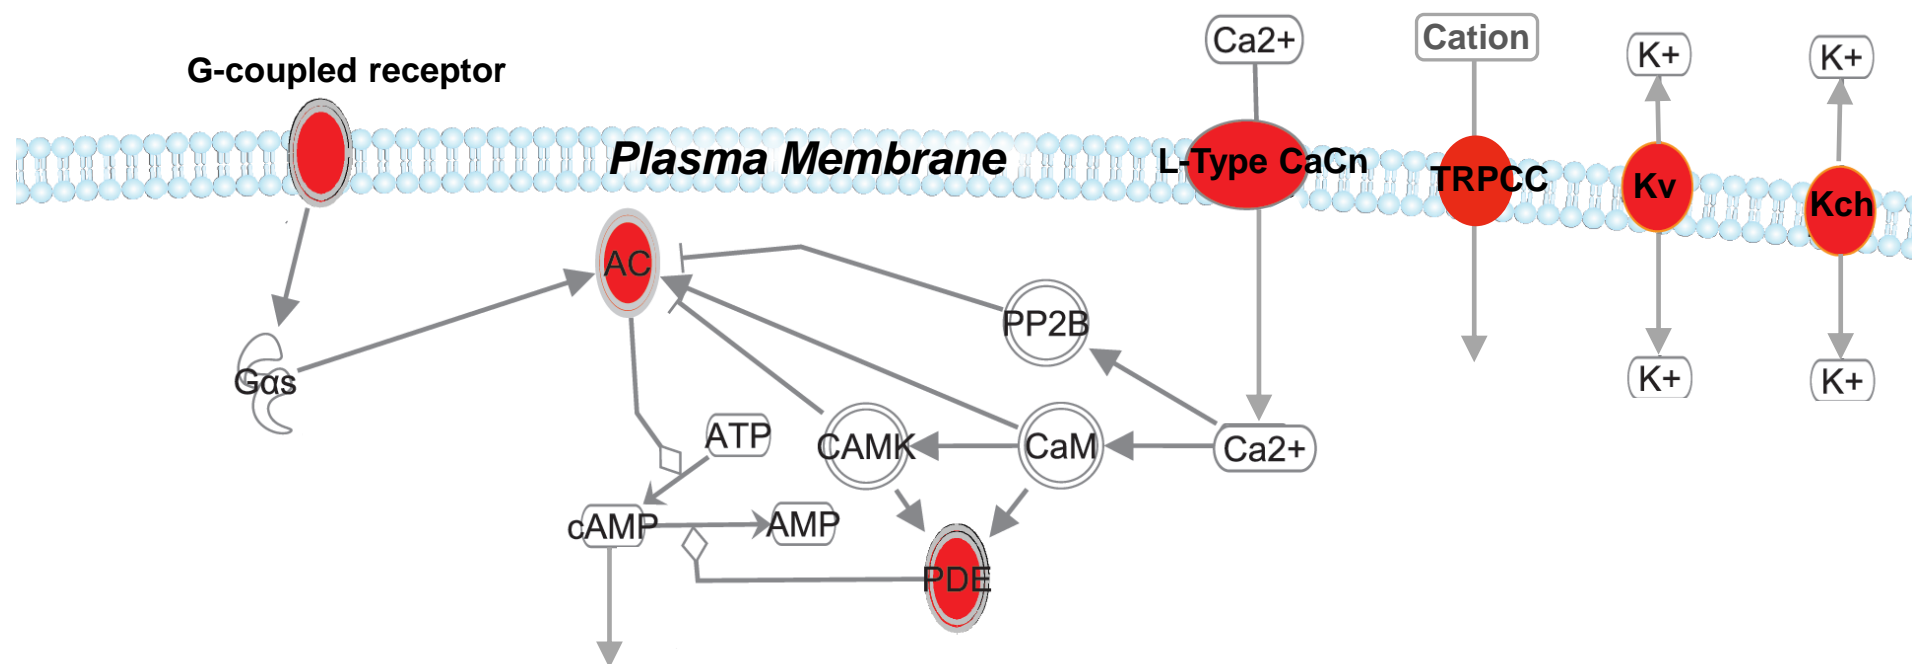 Ca2+
Cation
K+
K+
G-coupled receptor
Plasma Membrane
L-Type CaCn
TRPCC
Kv
Kch
AC
PP2B
Gαs
K+
K+
ATP
CAMK
CaM
Ca2+
cAMP
AMP
PDE